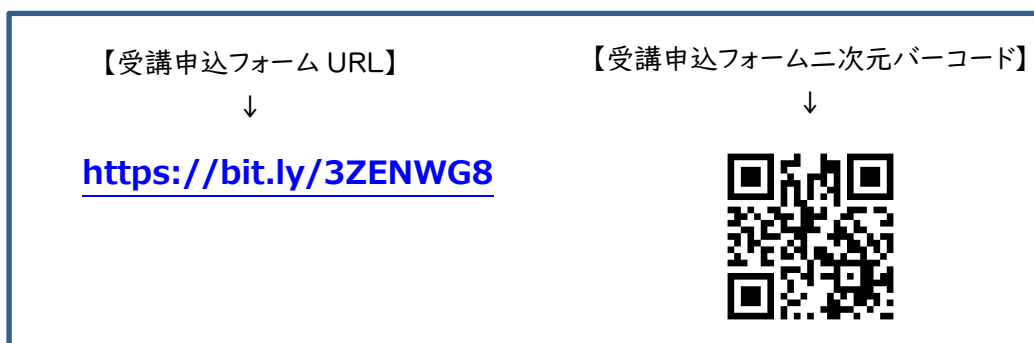 【受講申込フォーム URL】
↓
https://bit.ly/3ZENWG8
【受講申込フォーム二次元バーコード】
↓